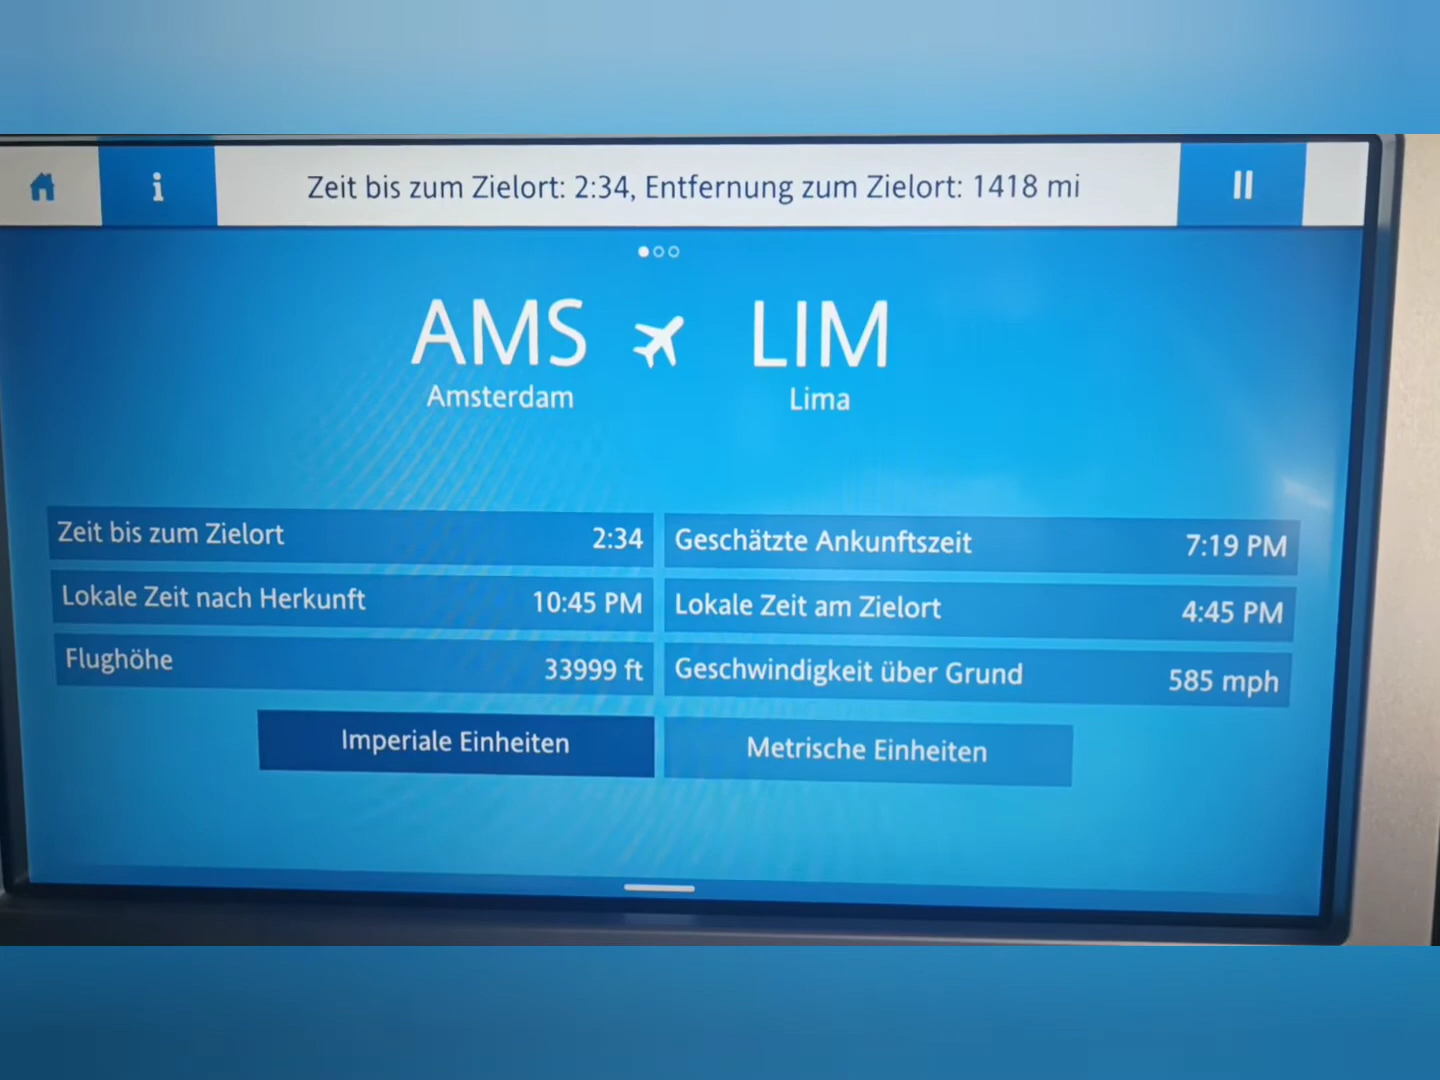 Zeit bis zum Zielort: 2:34, Entfernung zum Zielort: 1418 mi
AMS LIM
Amsterdam Lima
Zeit bis zum Zielort 2:34 Geschätzte Ankunftszeit 7:19 PM
Lokale Zeit nach Herkunft 10:45 PM Lokale Zeit am Zielort 4:45 PM
Flughöhe 33999 ft Geschwindigkeit über Grund 585 mph
Imperiale Einheiten Metrische Einheiten